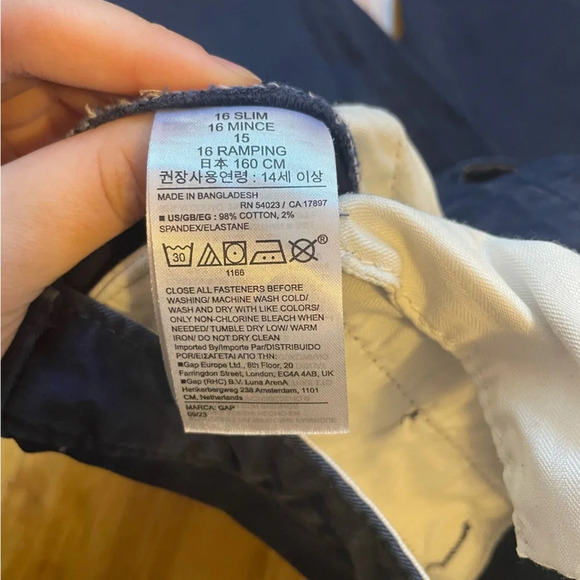 16 SLIM
16 MINCE
15
16 RAMPING
日本 160 CM
권장사용연령 : 14세 이상
MADE IN BANGLADESH
RN 54023 / CA 17897
■ US/GB/EG : 98% COTTON, 2%
SPANDEX/ELASTANE
30
®
1166
CLOSE ALL FASTENERS BEFORE
WASHING/ MACHINE WASH COLD/
WASH AND DRY WITH LIKE COLORS/
ONLY NON-CHLORINE BLEACH WHEN
NEEDED/ TUMBLE DRY LOW/ WARM
IRON/ DO NOT DRY CLEAN
Imported By/Importe Par/DISTRIBUIDO
POR/ΕΙΣΑΓΕΤΑΙ ΑΠΟ ΤΗΝ:
■Gap Europe Ltd., 8th Floor, 20
Farringdon Street, London, EC4A 4AB, UK
■Gap (RHC) B.V. Luna ArenA
Herikerbergweg 238 Amsterdam, 1101
CM, Netherlands
MARCA: GAP
09/23